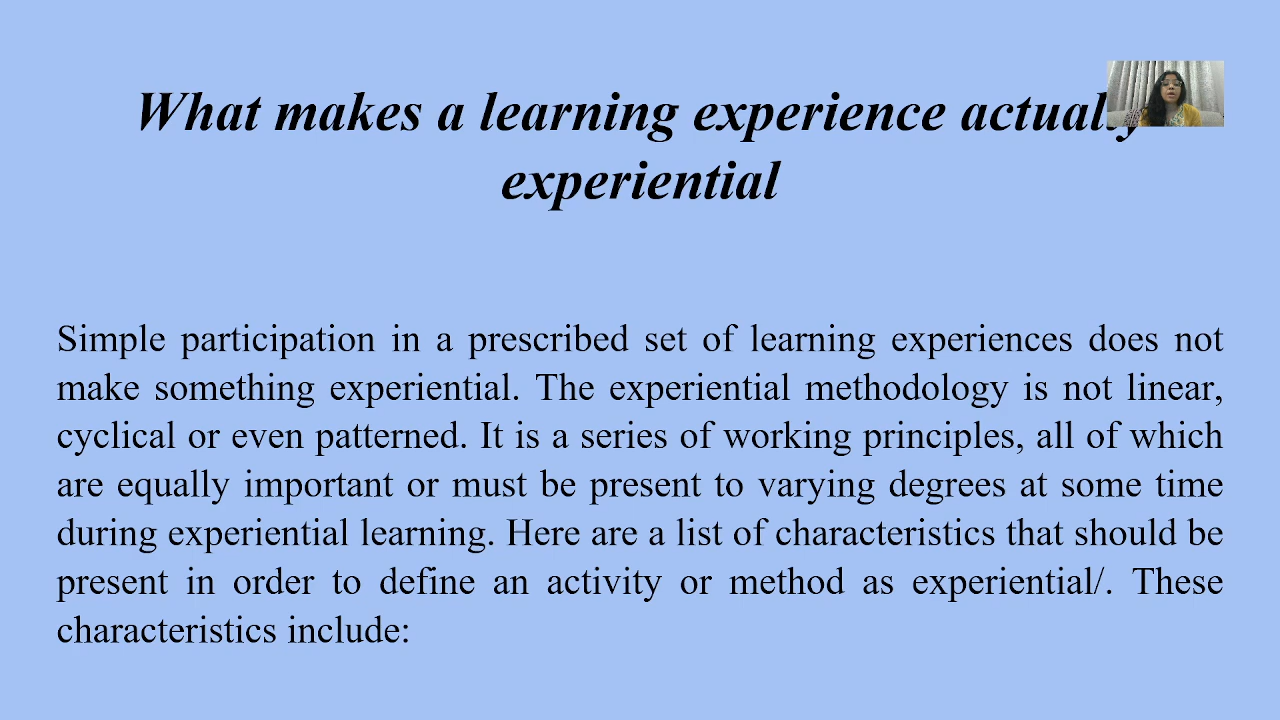 What makes a learning experience actually
experiential
Simple participation in a prescribed set of learning experiences does not
make something experiential. The experiential methodology is not linear,
cyclical or even patterned. It is a series of working principles, all of which
are equally important or must be present to varying degrees at some time
during experiential learning. Here are a list of characteristics that should be
present in order to define an activity or method as experiential/. These
characteristics include: